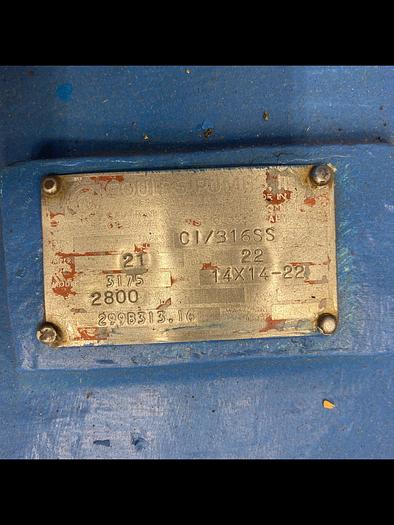 GOULDS PUMPS
CI/316SS
21 22
3175 14X14-22
2800
299B313.16